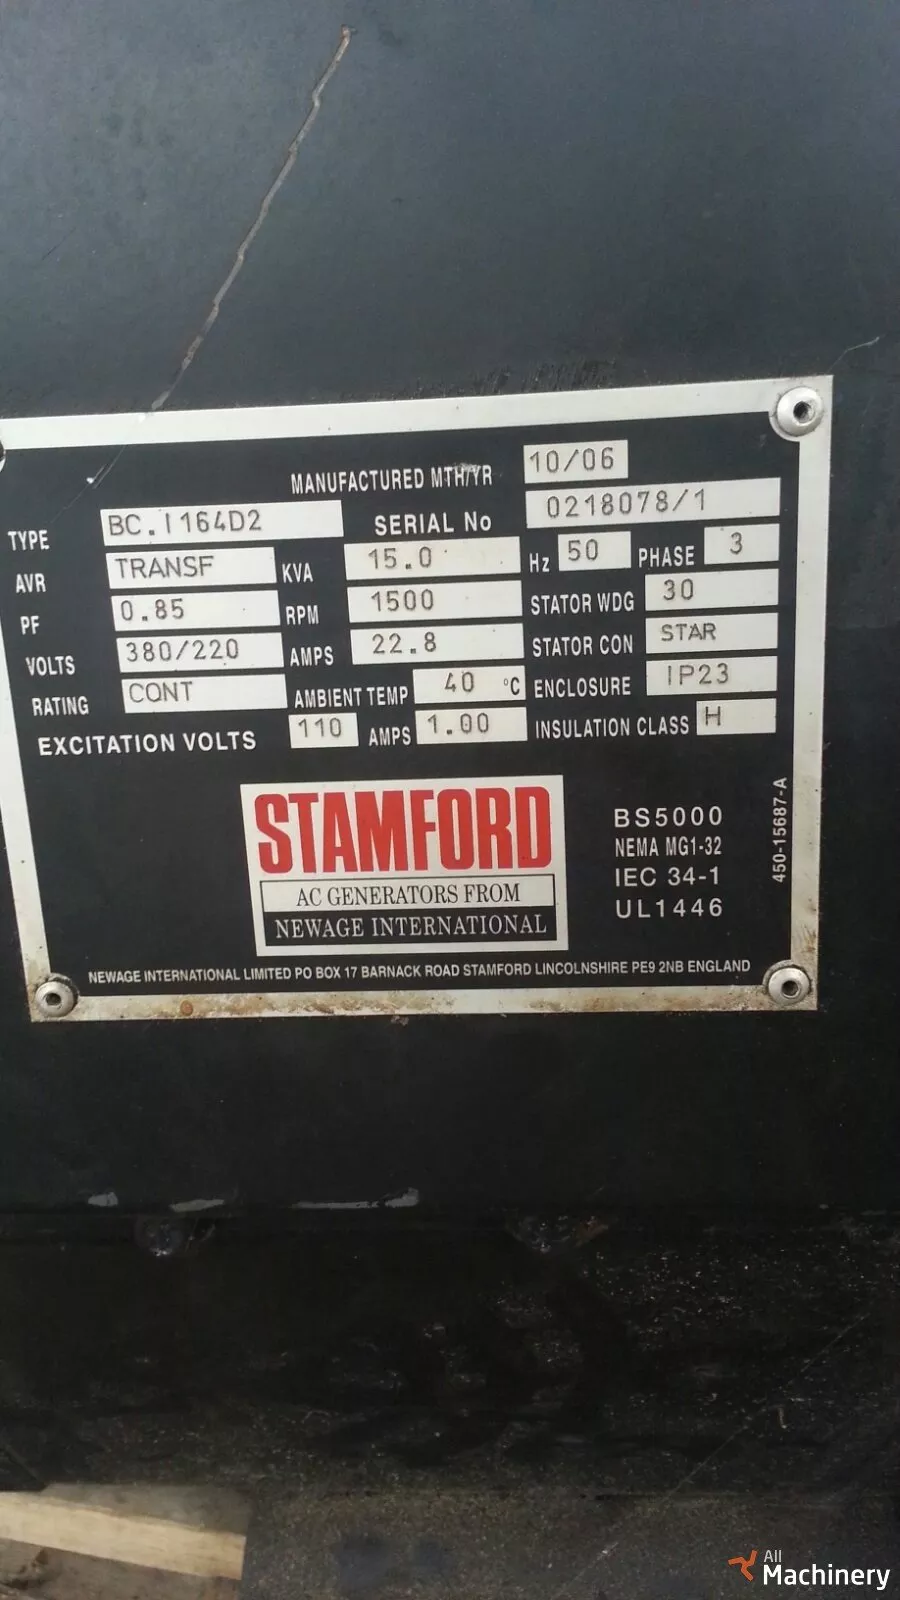 MANUFACTURED MTH/YR 10/06
TYPE BC.I164D2 SERIAL No 0218078/1
AVR TRANSF KVA 15.0 Hz 50 PHASE 3
PF 0.85 RPM 1500 STATOR WDG 30
VOLTS 380/220 AMPS 22.8 STATOR CON STAR
RATING CONT AMBIENT TEMP 40 °C ENCLOSURE IP23
EXCITATION VOLTS 110 AMPS 1.00 INSULATION CLASS H
STAMFORD
AC GENERATORS FROM
NEWAGE INTERNATIONAL
BS5000
NEMA MG1-32
IEC 34-1
UL1446
450-15687-A
NEWAGE INTERNATIONAL LIMITED PO BOX 17 BARNACK ROAD STAMFORD LINCOLNSHIRE PE9 2NB ENGLAND
All
Machinery